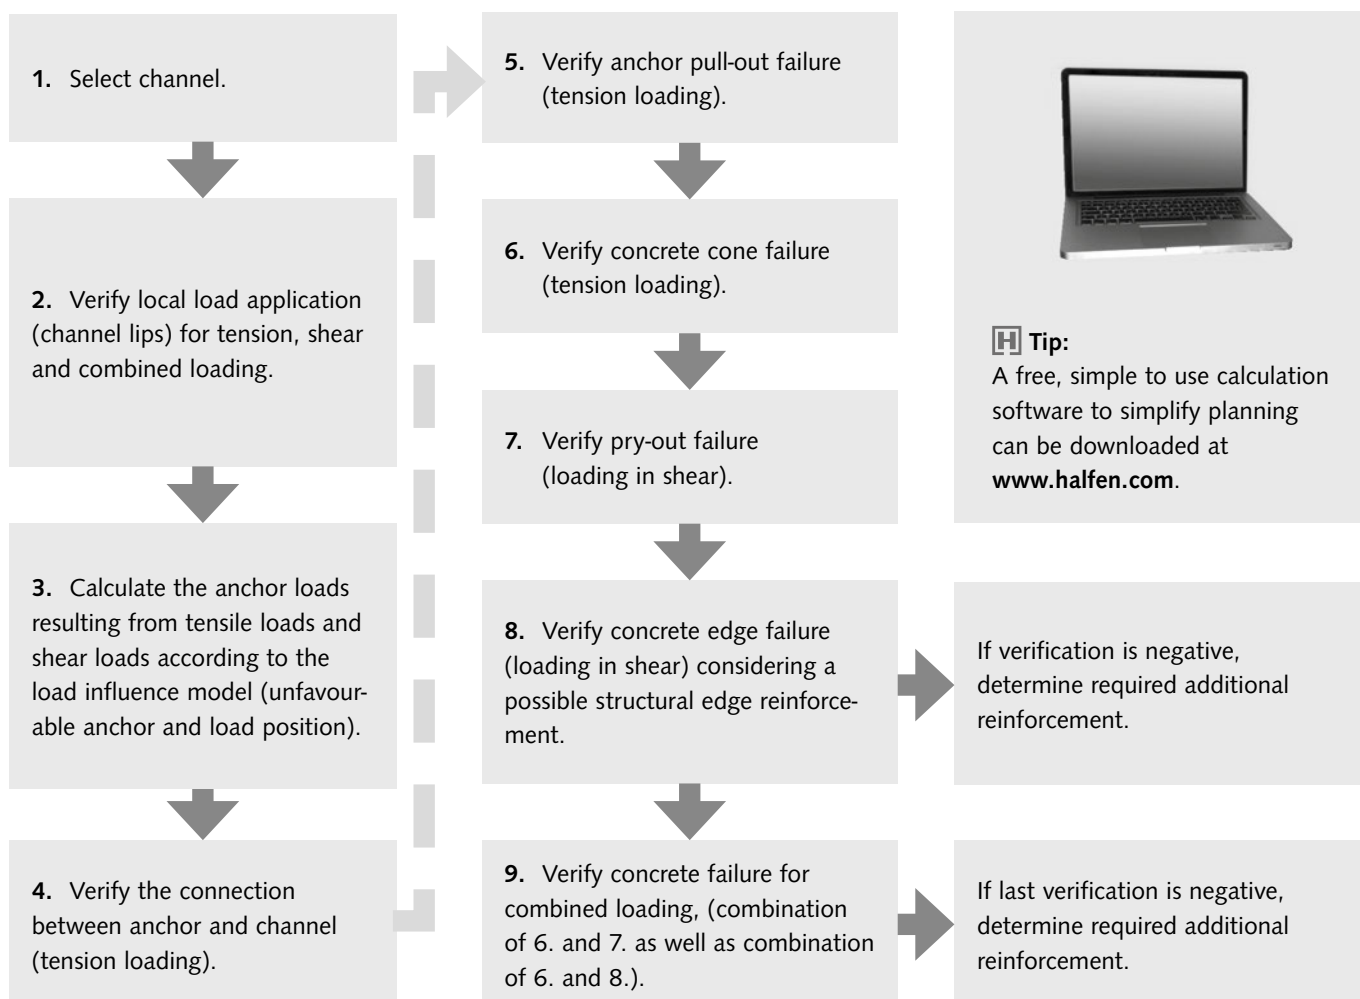 1. Select channel.
2. Verify local load application
(channel lips) for tension, shear
and combined loading.
3. Calculate the anchor loads
resulting from tensile loads and
shear loads according to the
load influence model (unfavour-
able anchor and load position).
4. Verify the connection
between anchor and channel
(tension loading).
5. Verify anchor pull-out failure
(tension loading).
6. Verify concrete cone failure
(tension loading).
7. Verify pry-out failure
(loading in shear).
8. Verify concrete edge failure
(loading in shear) considering a
possible structural edge reinforce-
ment.
If verification is negative,
determine required additional
reinforcement.
9. Verify concrete failure for
combined loading, (combination
of 6. and 7. as well as combination
of 6. and 8.).
If last verification is negative,
determine required additional
reinforcement.
H Tip:
A free, simple to use calculation
software to simplify planning
can be downloaded at
www.halfen.com.